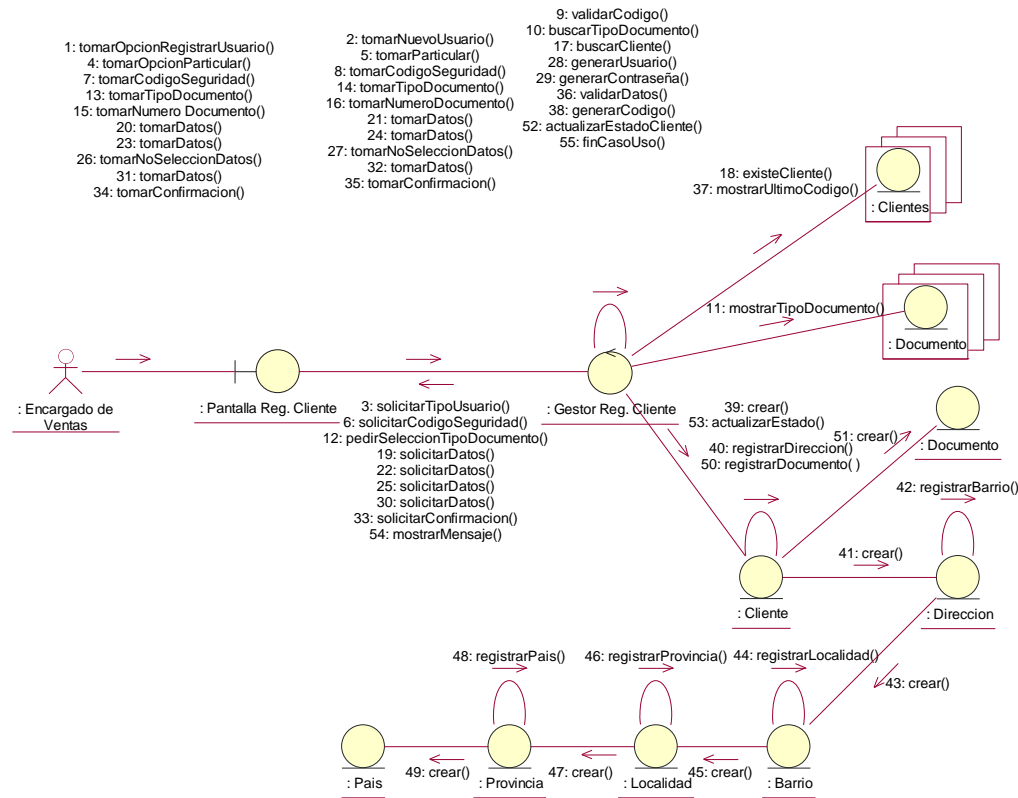 1: tomarOpcionRegistrarUsuario()
4: tomarOpcionParticular()
7: tomarCodigoSeguridad()
13: tomarTipoDocumento()
15: tomarNumero Documento()
20: tomarDatos()
23: tomarDatos()
26: tomarNoSeleccionDatos()
31: tomarDatos()
34: tomarConfirmacion()
2: tomarNuevoUsuario()
5: tomarParticular()
8: tomarCodigoSeguridad()
14: tomarTipoDocumento()
16: tomarNumeroDocumento()
21: tomarDatos()
24: tomarDatos()
27: tomarNoSeleccionDatos()
32: tomarDatos()
35: tomarConfirmacion()
9: validarCodigo()
10: buscarTipoDocumento()
17: buscarCliente()
28: generarUsuario()
29: generarContraseña()
36: validarDatos()
38: generarCodigo()
52: actualizarEstadoCliente()
55: finCasoUso()
18: existeCliente()
37: mostrarUltimoCodigo()
: Clientes
11: mostrarTipoDocumento()
: Documento
: Encargado de
Ventas
: Pantalla Reg. Cliente
: Gestor Reg. Cliente
3: solicitarTipoUsuario()
6: solicitarCodigoSeguridad()
12: pedirSeleccionTipoDocumento()
19: solicitarDatos()
22: solicitarDatos()
25: solicitarDatos()
30: solicitarDatos()
33: solicitarConfirmacion()
54: mostrarMensaje()
39: crear()
53: actualizarEstado()
40: registrarDireccion()
50: registrarDocumento( )
51: crear()
: Documento
42: registrarBarrio()
41: crear()
: Cliente
: Direccion
48: registrarPais()
46: registrarProvincia()
44: registrarLocalidad()
43: crear()
49: crear()
47: crear()
45: crear()
: Pais
: Provincia
: Localidad
: Barrio